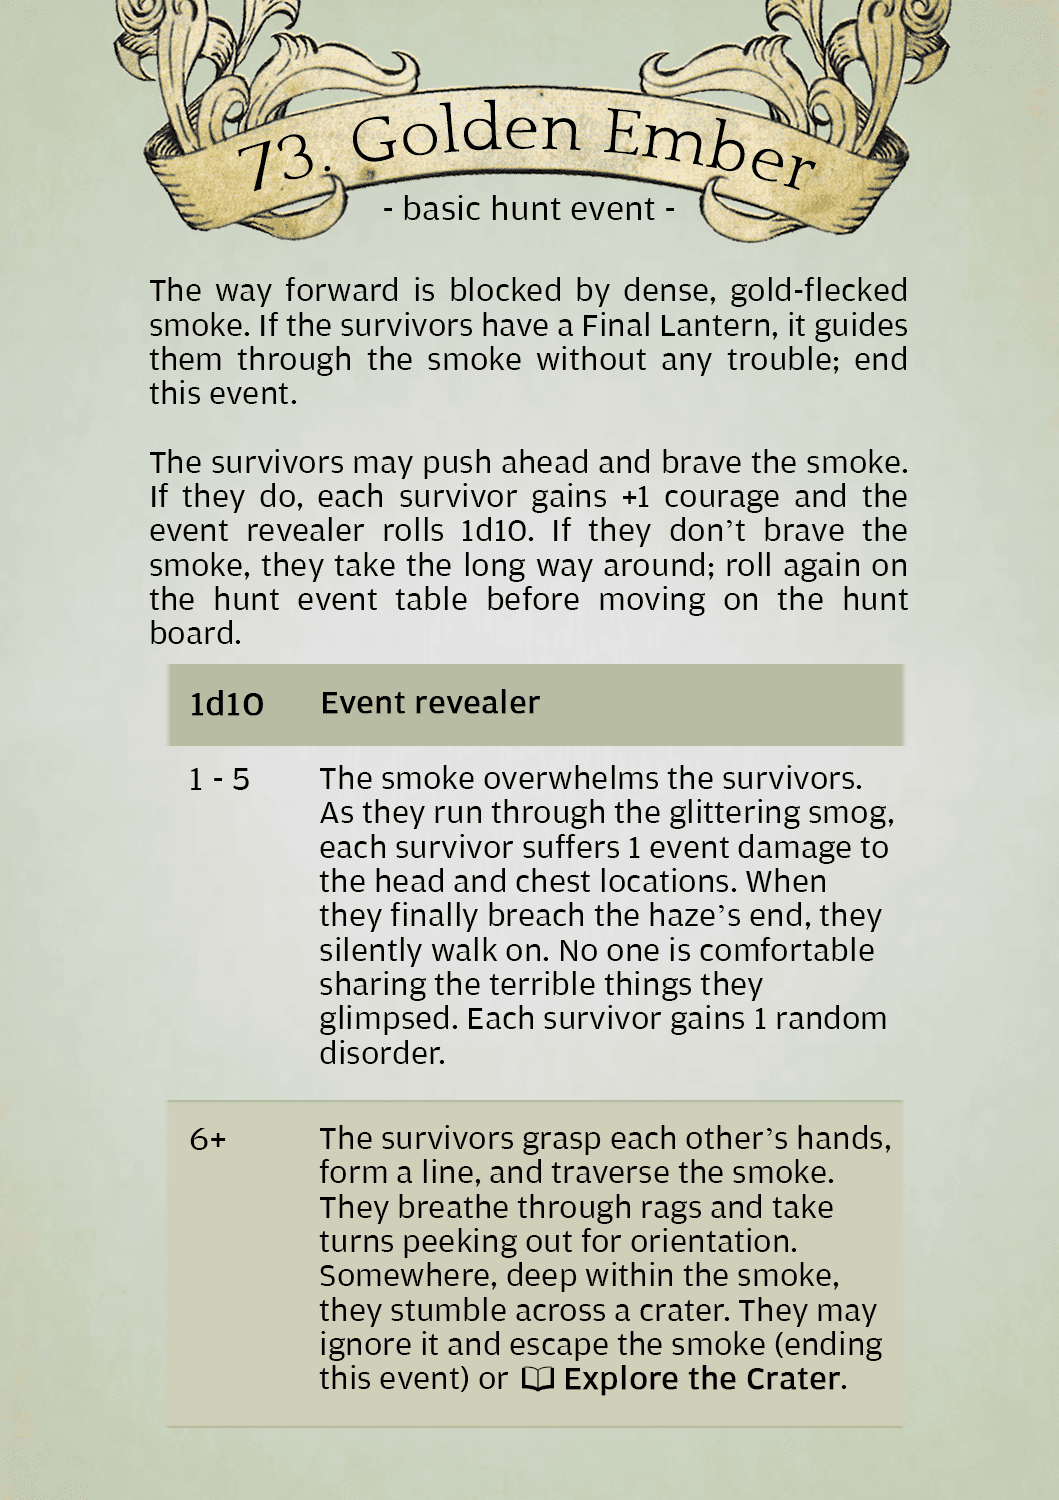 73. Golden Ember
- basic hunt event -
The way forward is blocked by dense, gold-flecked
smoke. If the survivors have a Final Lantern, it guides
them through the smoke without any trouble; end
this event.
The survivors may push ahead and brave the smoke.
If they do, each survivor gains +1 courage and the
event revealer rolls 1d10. If they don't brave the
smoke, they take the long way around; roll again on
the hunt event table before moving on the hunt
board.
1d10 Event revealer
1 - 5 The smoke overwhelms the survivors.
As they run through the glittering smog,
each survivor suffers 1 event damage to
the head and chest locations. When
they finally breach the haze's end, they
silently walk on. No one is comfortable
sharing the terrible things they
glimpsed. Each survivor gains 1 random
disorder.
6+ The survivors grasp each other's hands,
form a line, and traverse the smoke.
They breathe through rags and take
turns peeking out for orientation.
Somewhere, deep within the smoke,
they stumble across a crater. They may
ignore it and escape the smoke (ending
this event) or Explore the Crater.